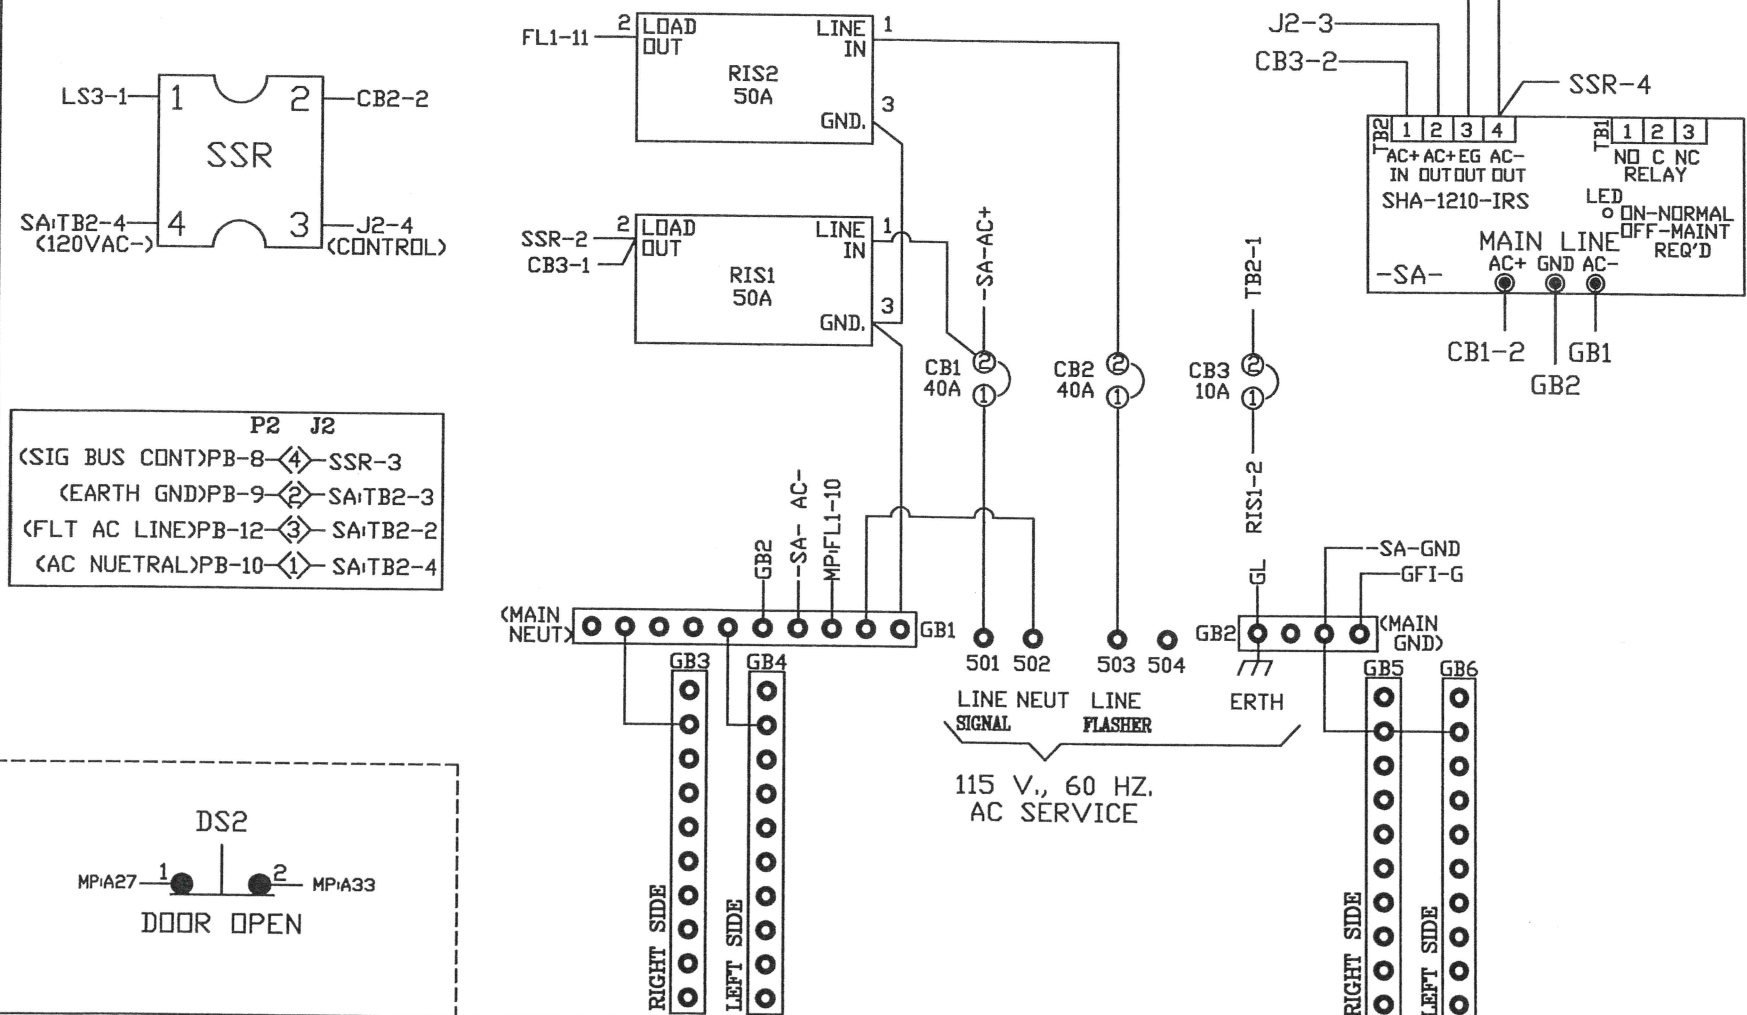 LS3-1 1 2 CB2-2
SSR
SA:TB2-4 4 3 J2-4
(120VAC-) (CONTROL)
P2 J2
(SIG BUS CONT)PB-8 4 SSR-3
(EARTH GND)PB-9 2 SA:TB2-3
(FLT AC LINE)PB-12 3 SA:TB2-2
(AC NUETRAL)PB-10 1 SA:TB2-4
DS2
MP:A27 1 2 MP:A33
DOOR OPEN
FL1-11 2 LOAD OUT LINE IN 1
RIS2
50A
GND. 3
SSR-2
CB3-1
2 LOAD OUT LINE IN 1
RIS1
50A
GND. 3
-SA-AC+
CB1
40A
2
1
CB2
40A
2
1
TB2-1
CB3
10A
2
1
RIS1-2
GL
GB2
-SA- AC-
MP:FL1-10
(MAIN
NEUT)
GB1
GB3
GB4
RIGHT SIDE
LEFT SIDE
501 502 503 504
LINE NEUT LINE
SIGNAL FLASHER
ERTH
115 V., 60 HZ.
AC SERVICE
-SA-GND
GFI-G
GB2
(MAIN
GND)
GB5
GB6
RIGHT SIDE
LEFT SIDE
J2-3
CB3-2
SSR-4
TB2 1 2 3 4
AC+ AC+ EG AC-
IN OUT OUT OUT
SHA-1210-IRS
TB1 1 2 3
NO C NC
RELAY
LED
ON-NORMAL
OFF-MAINT
REQ'D
MAIN LINE
AC+ GND AC-
-SA-
CB1-2
GB2
GB1